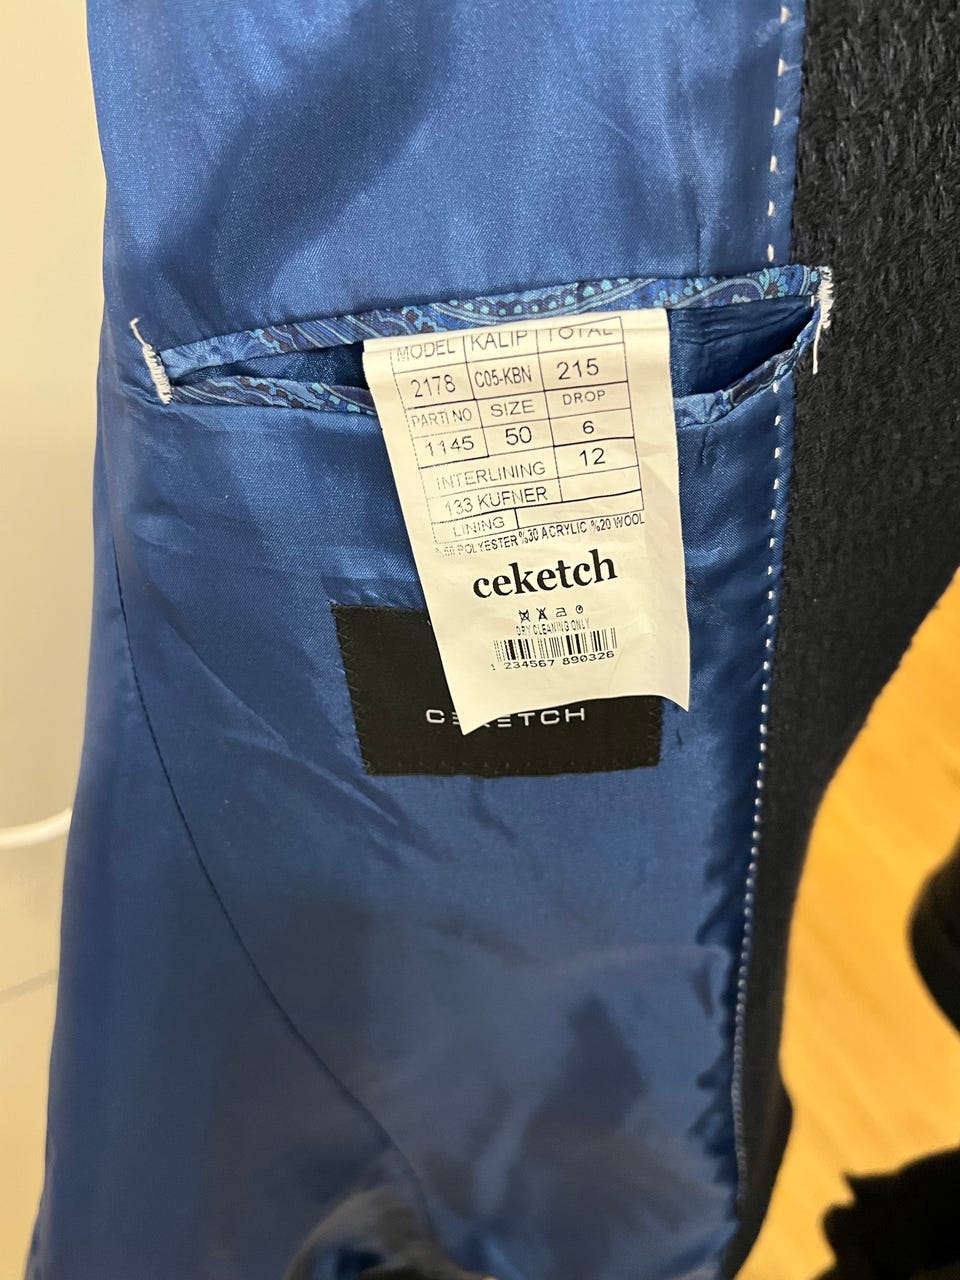 MODEL KALIP TOTAL
2178 C05-KBN 215
PARTI NO SIZE DROP
1145 50 6
INTERLINING 12
133 KUFNER
LINING
%50 POLYESTER %30 ACRYLIC %20 WOOL
ceketch
DRY CLEANING ONLY
1 234567 890326
CEKETCH